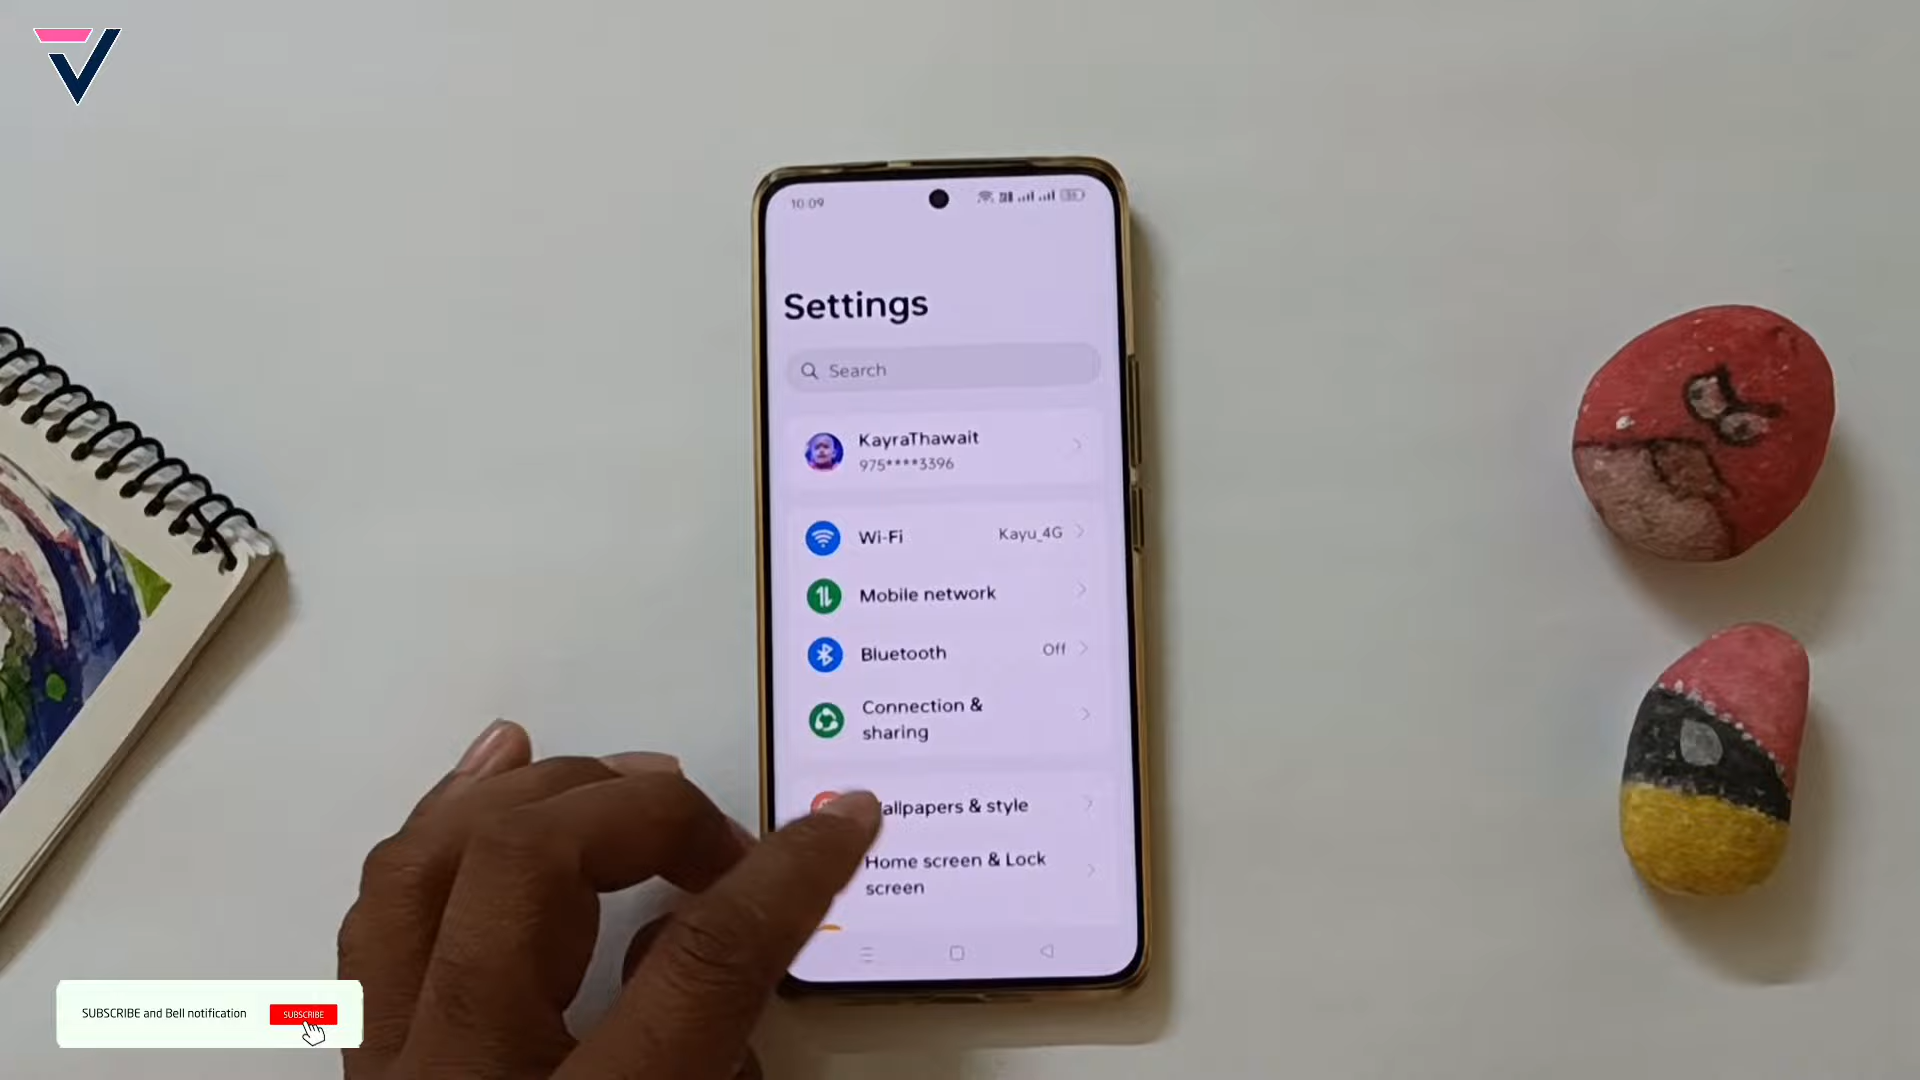 10:09
Settings
Search
KayraThawait
975****3396
Wi-Fi Kayu_4G
Mobile network
Bluetooth Off
Connection &
sharing
allpapers & style
Home screen & Lock
screen
SUBSCRIBE and Bell notification SUBSCRIBE